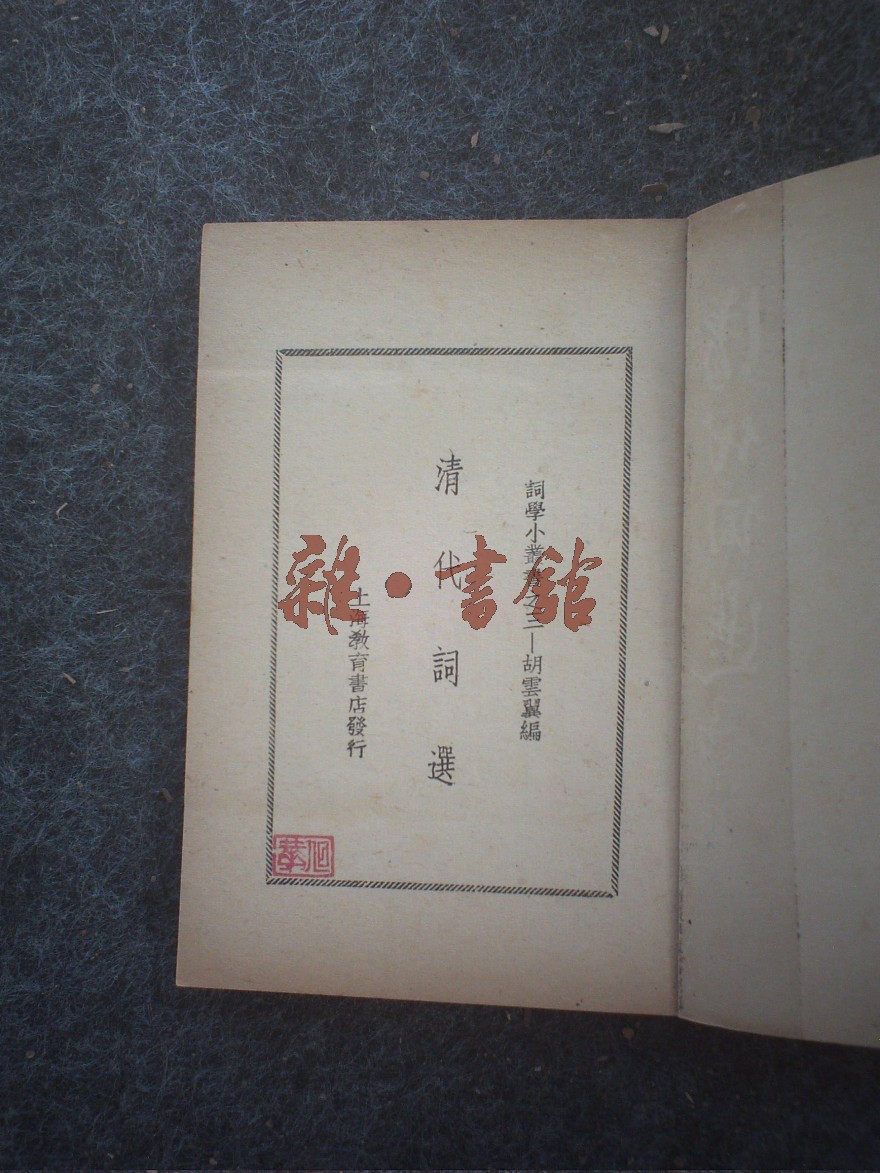 詞學小叢書之三—胡雲翼編
清代詞選
上海教育書店發行
雜·書館